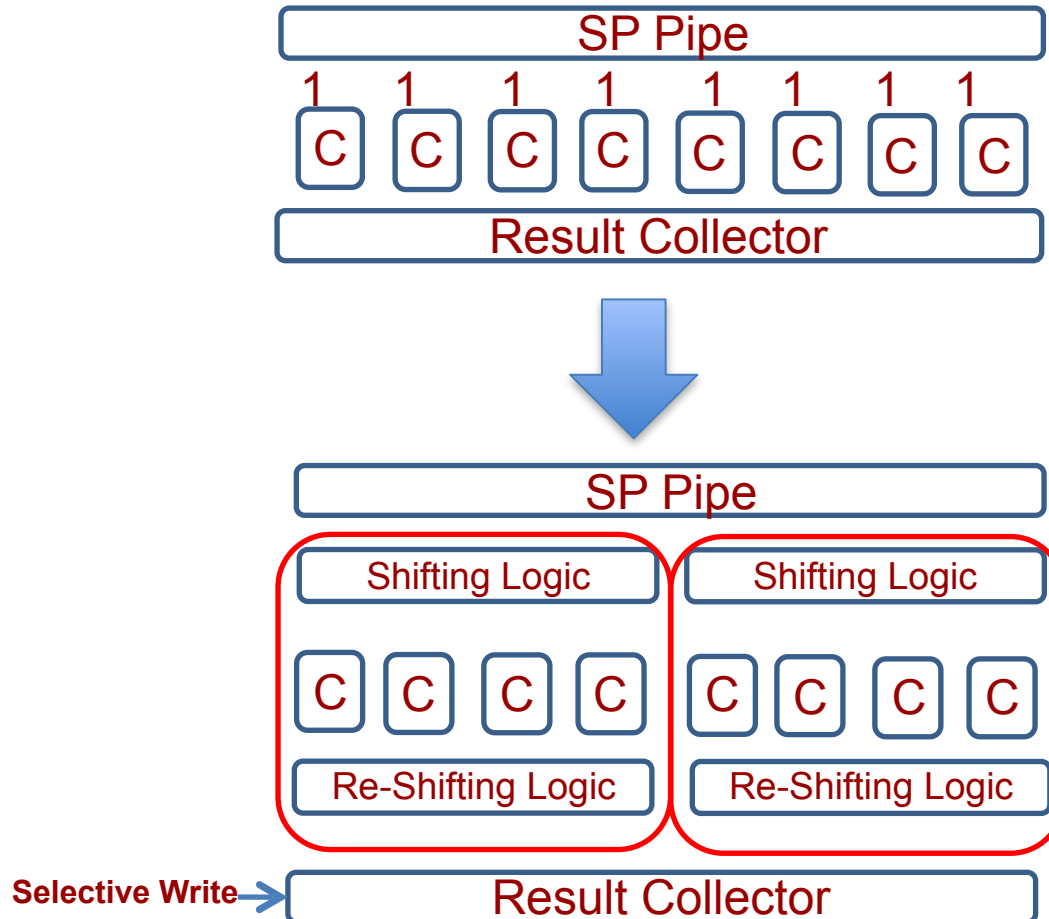 SP Pipe
1 1 1 1 1 1 1 1
C C C C C C C C
Result Collector
SP Pipe
Shifting Logic Shifting Logic
C C C C C C C C
Re-Shifting Logic Re-Shifting Logic
Selective Write Result Collector